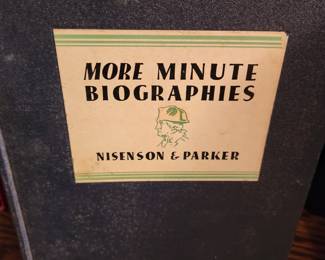 MORE MINUTE
BIOGRAPHIES
NISENSON & PARKER